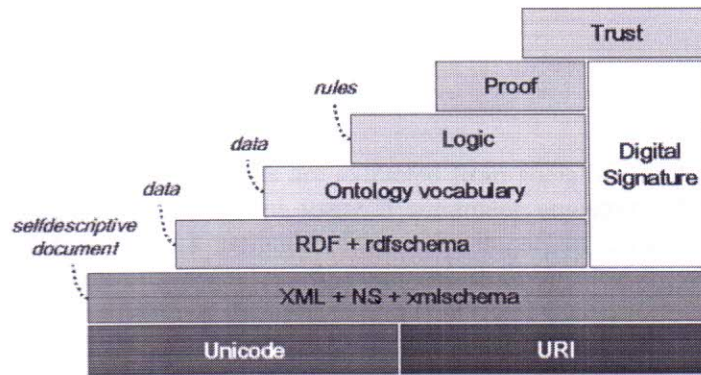 Trust
Proof
rules
Logic
Digital
Signature
data
Ontology vocabulary
data
RDF + rdfschema
selfdescriptive
document
XML + NS + xmlschema
Unicode
URI